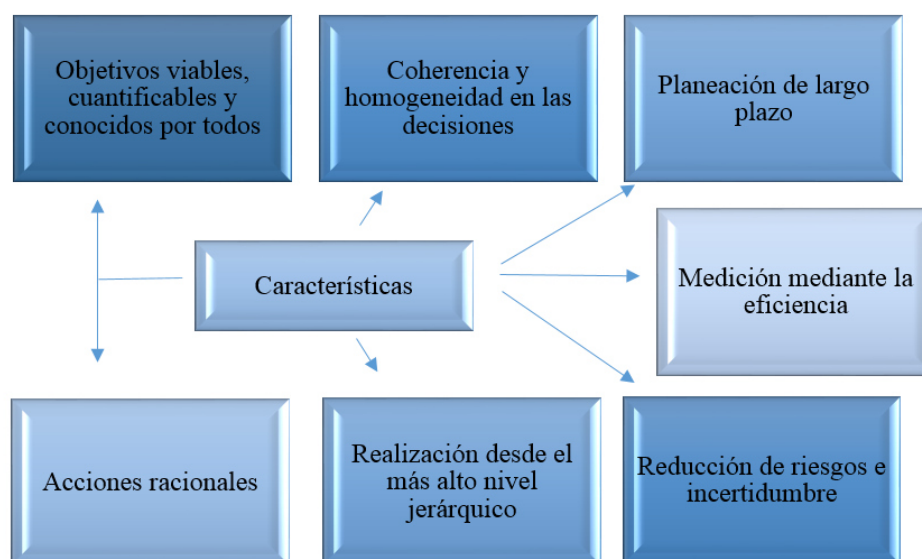 Objetivos viables,
cuantificables y
conocidos por todos
Coherencia y
homogeneidad en las
decisiones
Planeación de largo
plazo
Características
Medición mediante la
eficiencia
Acciones racionales
Realización desde el
más alto nivel
jerárquico
Reducción de riesgos e
incertidumbre